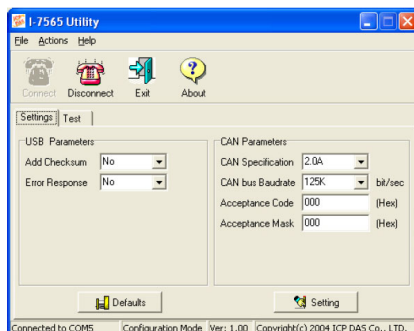 I-7565 Utility
File Actions Help
Connect Disconnect Exit About
Settings Test
USB Parameters
Add Checksum No
Error Response No
CAN Parameters
CAN Specification 2.0A
CAN bus Baudrate 125K bit/sec
Acceptance Code 000 (Hex)
Acceptance Mask 000 (Hex)
Defaults Setting
Connected to COM5 Configuration Mode Ver: 1.00 Copyright(c) 2004 ICP DAS Co., LTD.